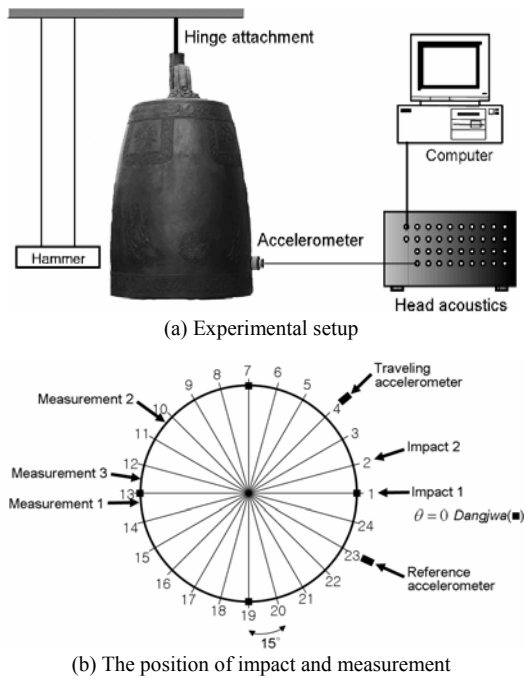 Hinge attachment
Computer
Hammer
Accelerometer
Head acoustics
(a) Experimental setup
7
8
6
Traveling
accelerometer
9
5
Measurement 2
10
4
11
3
Impact 2
12
2
Measurement 3
13
1
Impact 1
Measurement 1
θ = 0 Dangjwa(■)
14
24
15
23
16
22
Reference
accelerometer
17
21
18
19
20
15°
(b) The position of impact and measurement